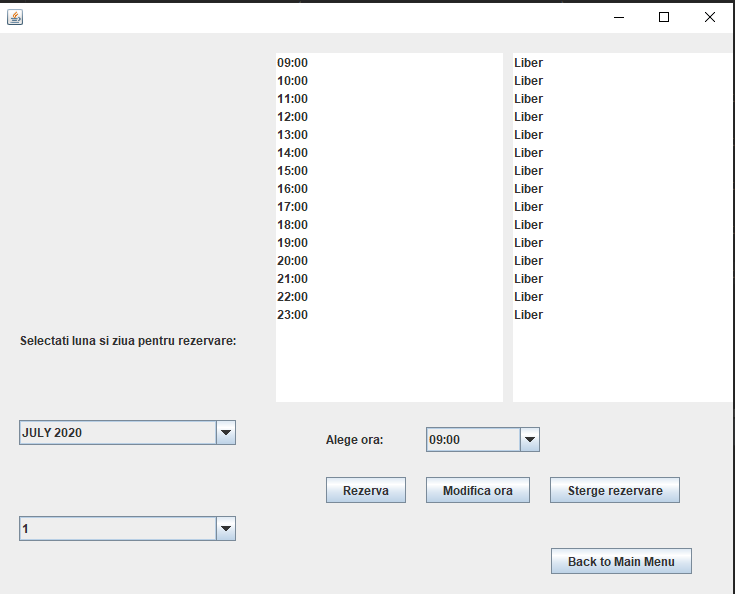 09:00 Liber
10:00 Liber
11:00 Liber
12:00 Liber
13:00 Liber
14:00 Liber
15:00 Liber
16:00 Liber
17:00 Liber
18:00 Liber
19:00 Liber
20:00 Liber
21:00 Liber
22:00 Liber
23:00 Liber
Selectati luna si ziua pentru rezervare:
JULY 2020
Alege ora: 09:00
Rezerva Modifica ora Sterge rezervare
1
Back to Main Menu